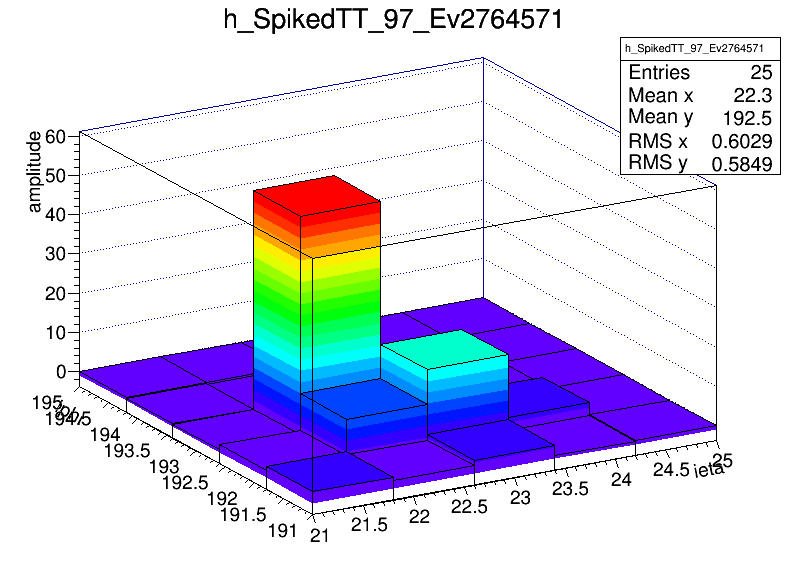 h_SpikedTT_97_Ev2764571
h_SpikedTT_97_Ev2764571
Entries 25
Mean x 22.3
Mean y 192.5
RMS x 0.6029
RMS y 0.5849
amplitude
60
50
40
30
20
10
0
195
194.5
194
193.5
193
192.5
192
191.5
191
21
21.5
22
22.5
23
23.5
24
24.5
25
ieta